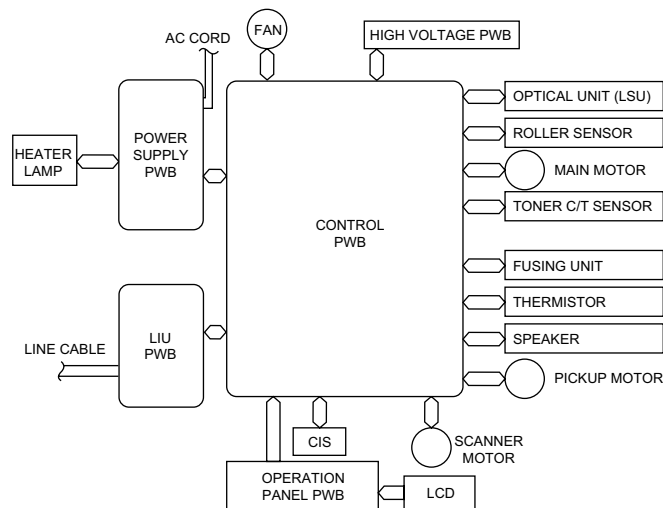 AC CORD
FAN
HIGH VOLTAGE PWB
OPTICAL UNIT (LSU)
POWER
SUPPLY
PWB
ROLLER SENSOR
HEATER
LAMP
MAIN MOTOR
TONER C/T SENSOR
CONTROL
PWB
FUSING UNIT
THERMISTOR
LIU
PWB
SPEAKER
LINE CABLE
PICKUP MOTOR
CIS
SCANNER
MOTOR
OPERATION
PANEL PWB
LCD